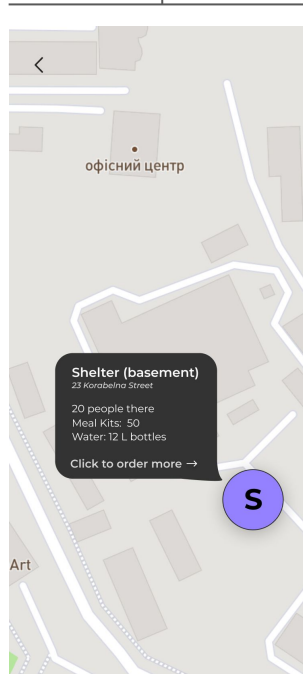 офісний центр
Shelter (basement)
23 Korabelna Street
20 people there
Meal Kits: 50
Water: 12 L bottles
Click to order more →
S
Art